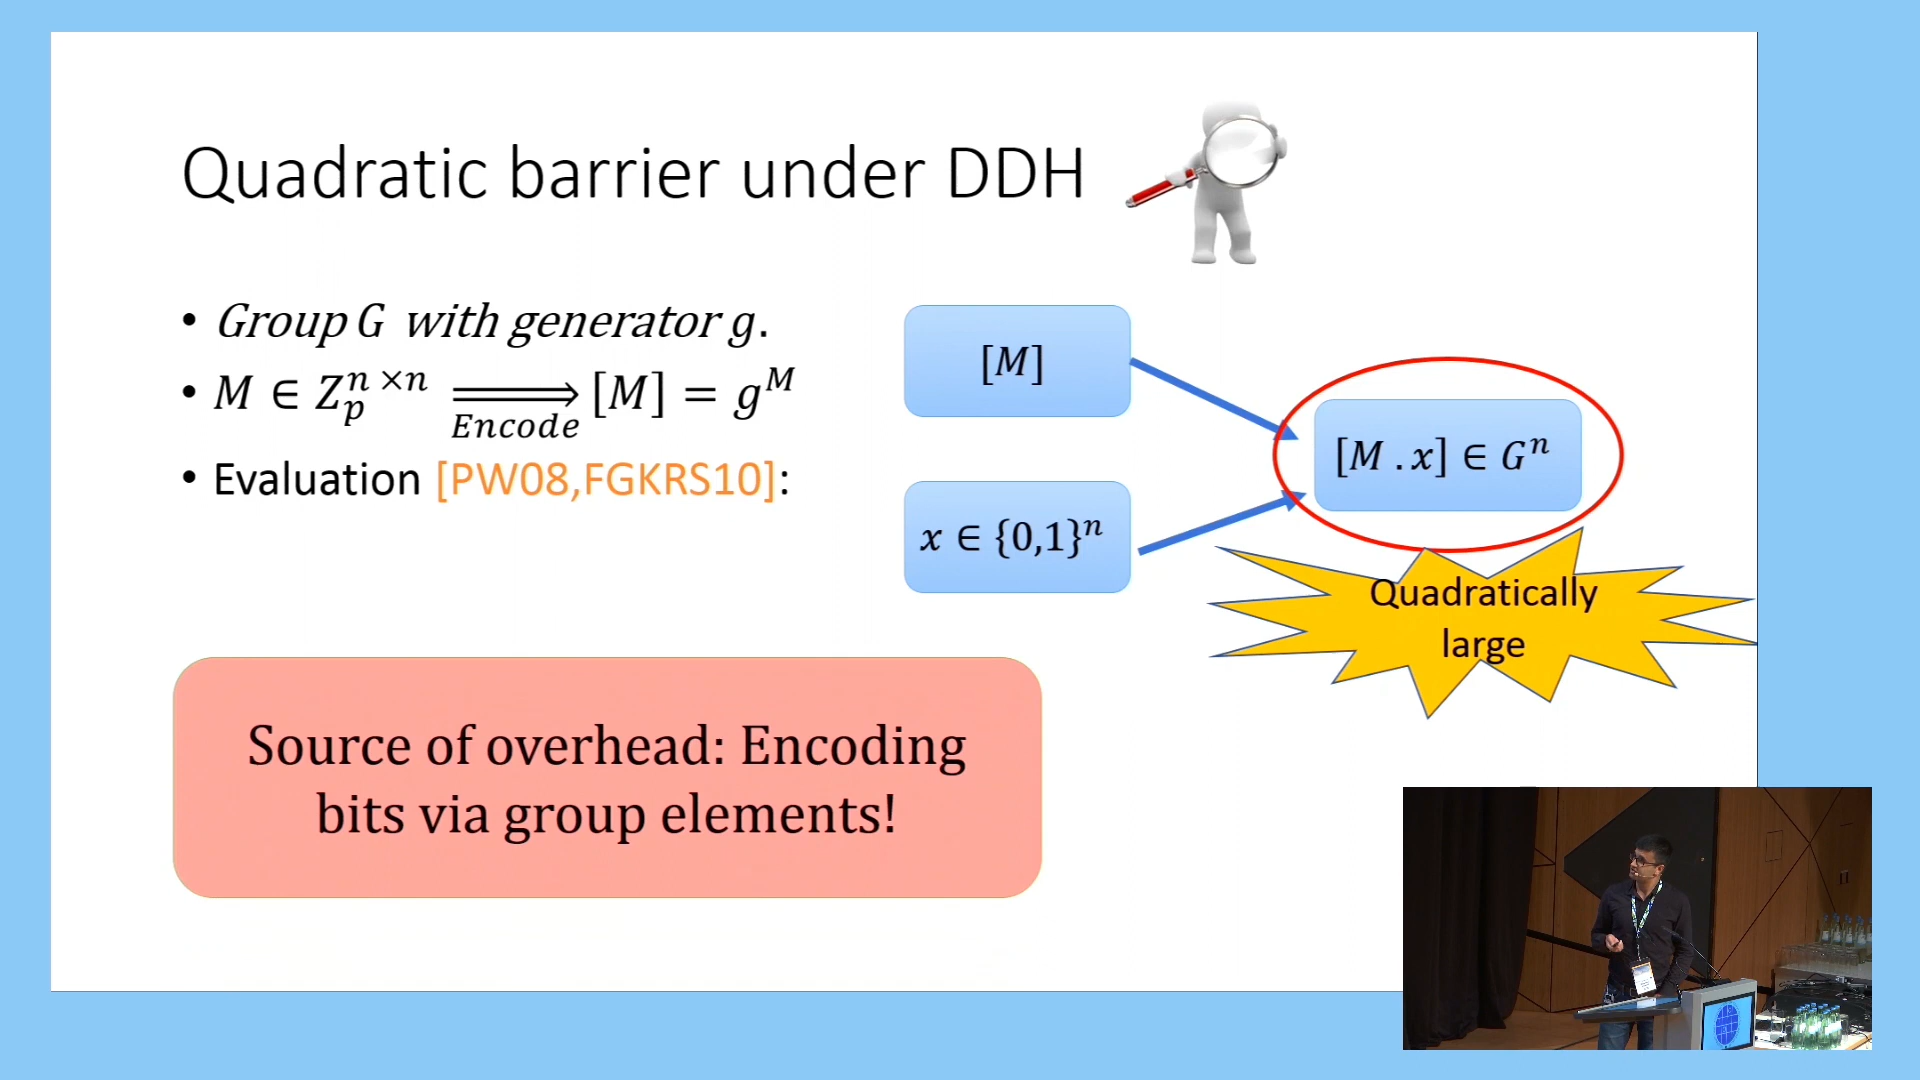 Quadratic barrier under DDH
• Group G with generator g.
• M ∈ Z_p^{n×n} ⟹ [M] = g^M
Encode
• Evaluation [PW08,FGKRS10]:
[M]
x ∈ {0,1}^n
[M . x] ∈ G^n
Quadratically
large
Source of overhead: Encoding
bits via group elements!